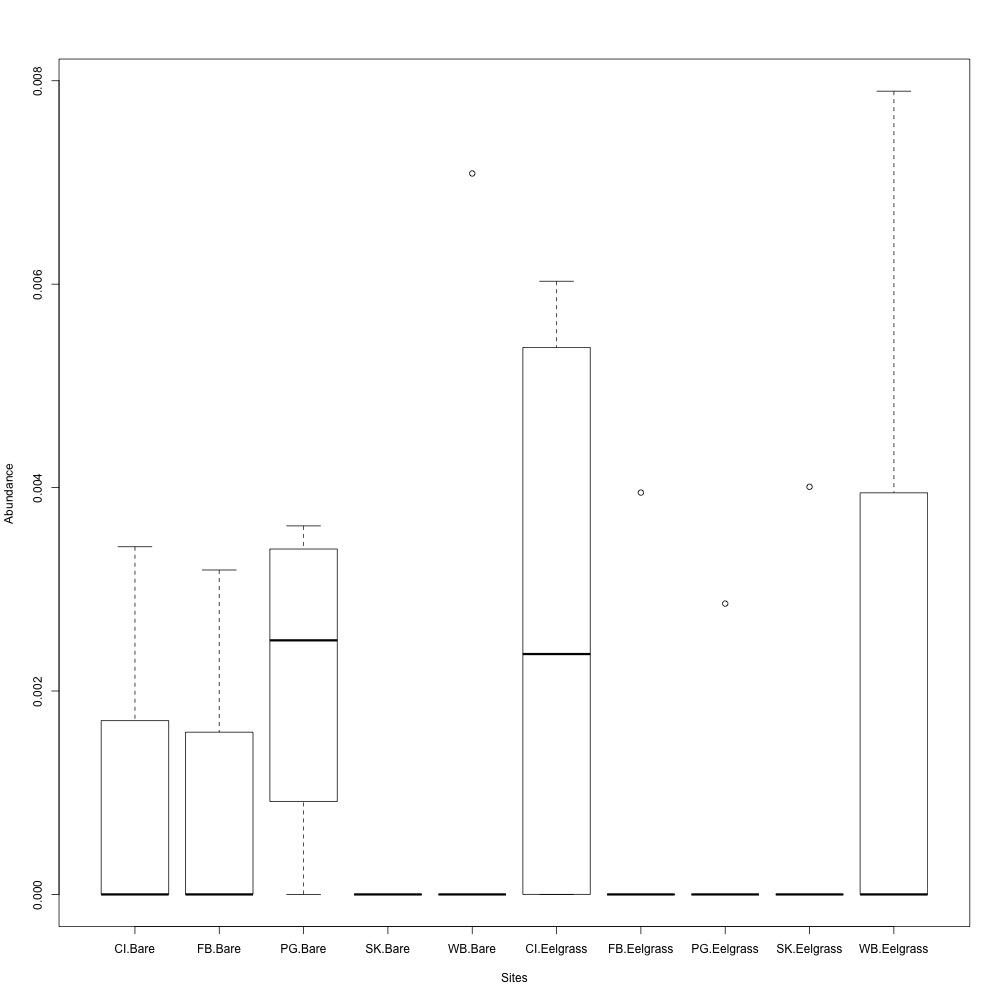 0.008
0.006
0.004
0.002
0.000
Abundance
CI.Bare FB.Bare PG.Bare SK.Bare WB.Bare CI.Eelgrass FB.Eelgrass PG.Eelgrass SK.Eelgrass WB.Eelgrass
Sites